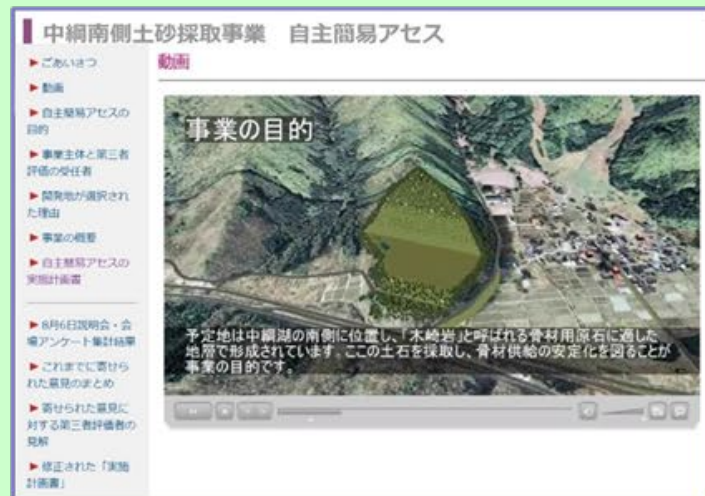 中綱南側土砂採取事業　自主簡易アセス
▶ごあいさつ
▶動画
▶自主簡易アセスの
目的
▶事業主体と第三者
評価の受任者
▶開発地が選択され
た理由
▶事業の概要
▶自主簡易アセスの
実施計画書
▶8月6日説明会・会
場アンケート集計結果
▶これまでに寄せら
れた意見のまとめ
▶寄せられた意見に
対する第三者評価者の
見解
▶修正された「実施
計画書」
動画
事業の目的
予定地は中綱湖の南側に位置し、「木崎岩」と呼ばれる骨材用原石に適した
地層で形成されています。ここの土石を採取し、骨材供給の安定化を図ることが
事業の目的です。